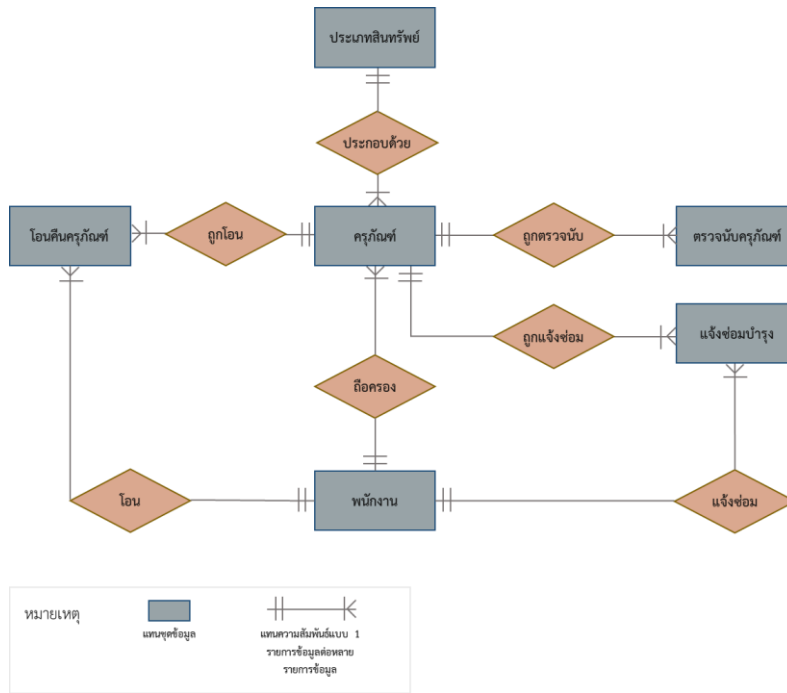 ประเภทสินทรัพย์
ประกอบด้วย
โอนคืนครุภัณฑ์
ถูกโอน
ครุภัณฑ์
ถูกตรวจนับ
ตรวจนับครุภัณฑ์
ถูกแจ้งซ่อม
แจ้งซ่อมบำรุง
ถือครอง
โอน
พนักงาน
แจ้งซ่อม
หมายเหตุ
แทนชุดข้อมูล
แทนความสัมพันธ์แบบ 1
รายการข้อมูลต่อหลาย
รายการข้อมูล